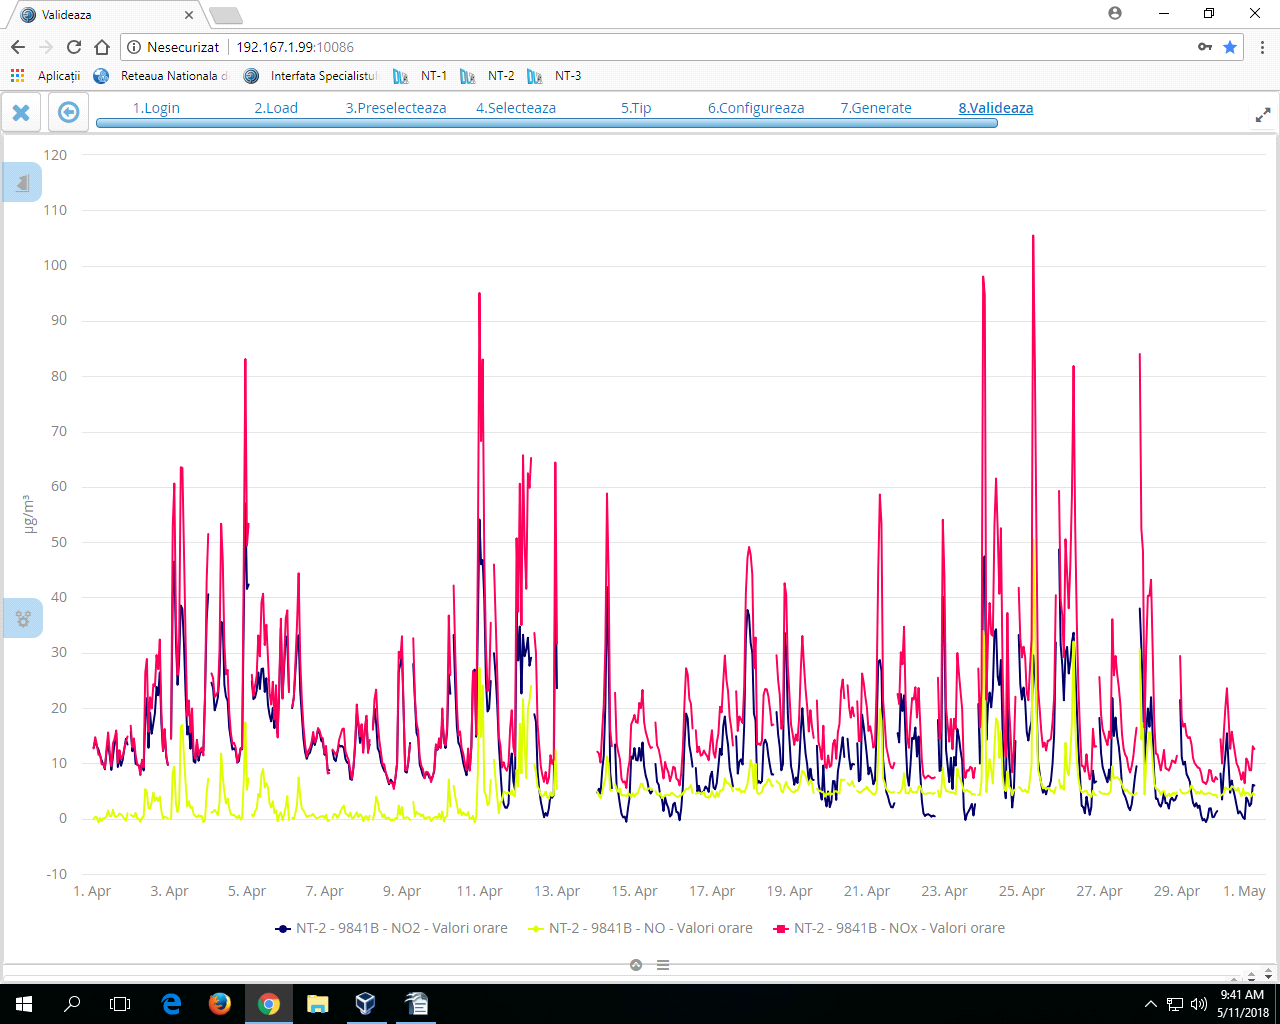 Valideaza
Nesecurizat 192.167.1.99:10086
Aplicații Reteaua Nationala d Interfata Specialistulu NT-1 NT-2 NT-3
1.Login 2.Load 3.Preselecteaza 4.Selecteaza 5.Tip 6.Configureaza 7.Generate 8.Valideaza
120
110
100
90
80
70
60
50
40
30
20
10
0
-10
µg/m³
1. Apr 3. Apr 5. Apr 7. Apr 9. Apr 11. Apr 13. Apr 15. Apr 17. Apr 19. Apr 21. Apr 23. Apr 25. Apr 27. Apr 29. Apr 1. May
NT-2 - 9841B - NO2 - Valori orare NT-2 - 9841B - NO - Valori orare NT-2 - 9841B - NOx - Valori orare
9:41 AM
5/11/2018